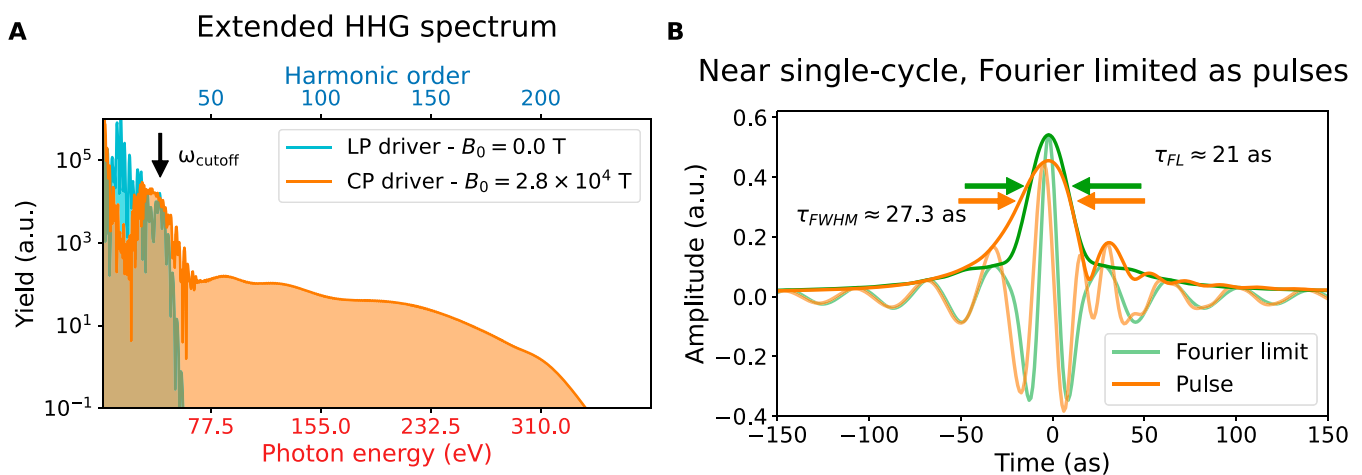 A
Extended HHG spectrum
Harmonic order
50 100 150 200
10^5
10^3
10^1
10^−1
Yield (a.u.)
ω_cutoff
LP driver - B_0 = 0.0 T
CP driver - B_0 = 2.8 × 10^4 T
77.5 155.0 232.5 310.0
Photon energy (eV)
B
Near single-cycle, Fourier limited as pulses
0.6
0.4
0.2
0.0
−0.2
−0.4
Amplitude (a.u.)
τ_FL ≈ 21 as
τ_FWHM ≈ 27.3 as
Fourier limit
Pulse
−150 −100 −50 0 50 100 150
Time (as)